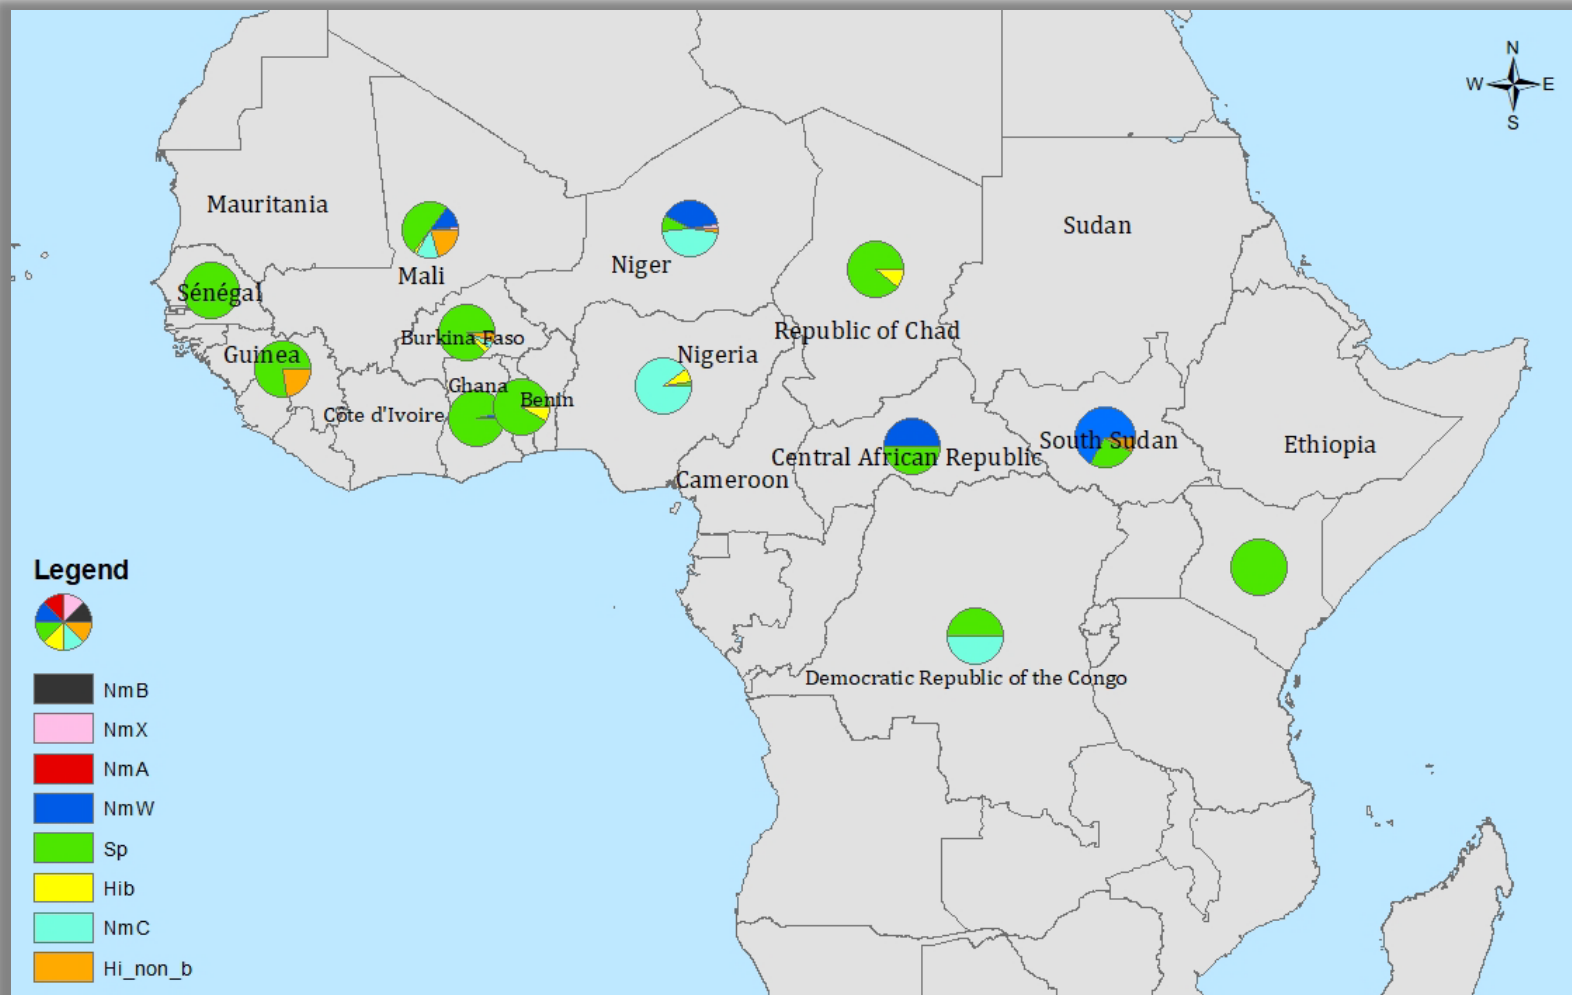 N
W E
S
Mauritania
Sudan
Mali
Niger
Sénégal
Republic of Chad
Burkina Faso
Guinea
Nigeria
Ghana
Benin
Côte d'Ivoire
South Sudan
Ethiopia
Central African Republic
Cameroon
Democratic Republic of the Congo
Legend
NmB
NmX
NmA
NmW
Sp
Hib
NmC
Hi_non_b